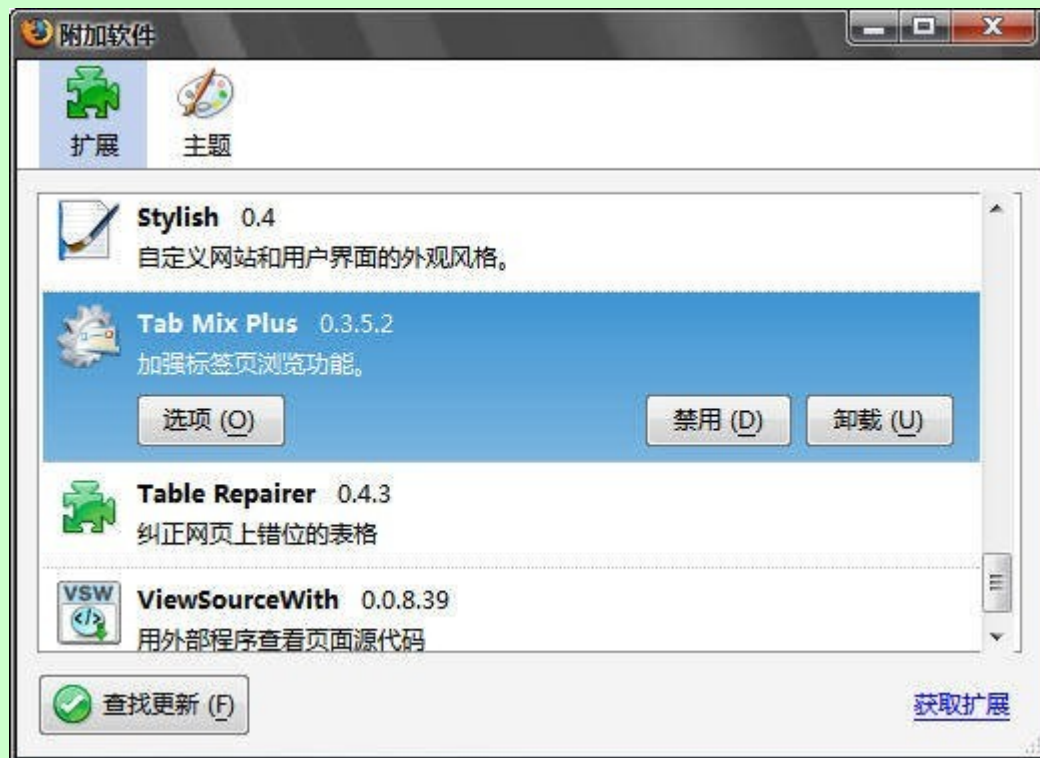 附加软件
扩展
主题
Stylish 0.4
自定义网站和用户界面的外观风格。
Tab Mix Plus 0.3.5.2
加强标签页浏览功能。
选项 (O)
禁用 (D)
卸载 (U)
Table Repairer 0.4.3
纠正网页上错位的表格
VSW
ViewSourceWith 0.0.8.39
用外部程序查看页面源代码
查找更新 (F)
获取扩展